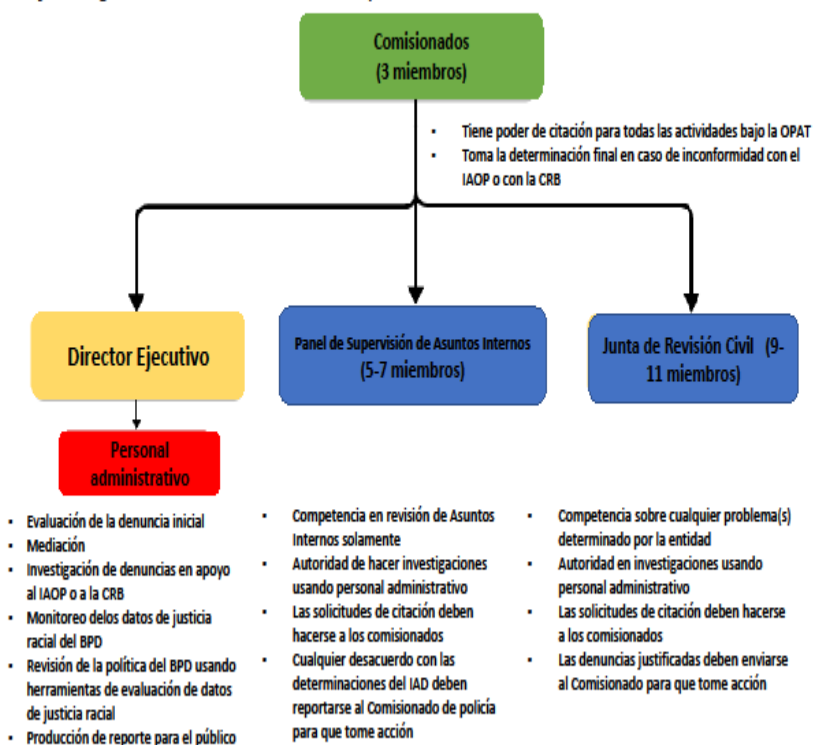 Comisionados
(3 miembros)
▪ Tiene poder de citación para todas las actividades bajo la OPAT
▪ Toma la determinación final en caso de inconformidad con el
IAOP o con la CRB
Director Ejecutivo
Panel de Supervisión de Asuntos Internos
(5-7 miembros)
Junta de Revisión Civil (9-
11 miembros)
Personal
administrativo
▪ Evaluación de la denuncia inicial
▪ Mediación
▪ Investigación de denuncias en apoyo
al IAOP o a la CRB
▪ Monitoreo delos datos de justicia
racial del BPD
▪ Revisión de la política del BPD usando
herramientas de evaluación de datos
de justicia racial
▪ Producción de reporte para el público
▪ Competencia en revisión de Asuntos
Internos solamente
▪ Autoridad de hacer investigaciones
usando personal administrativo
▪ Las solicitudes de citación deben
hacerse a los comisionados
▪ Cualquier desacuerdo con las
determinaciones del IAD deben
reportarse al Comisionado de policía
para que tome acción
▪ Competencia sobre cualquier problema(s)
determinado por la entidad
▪ Autoridad en investigaciones usando
personal administrativo
▪ Las solicitudes de citación deben hacerse
a los comisionados
▪ Las denuncias justificadas deben enviarse
al Comisionado para que tome acción